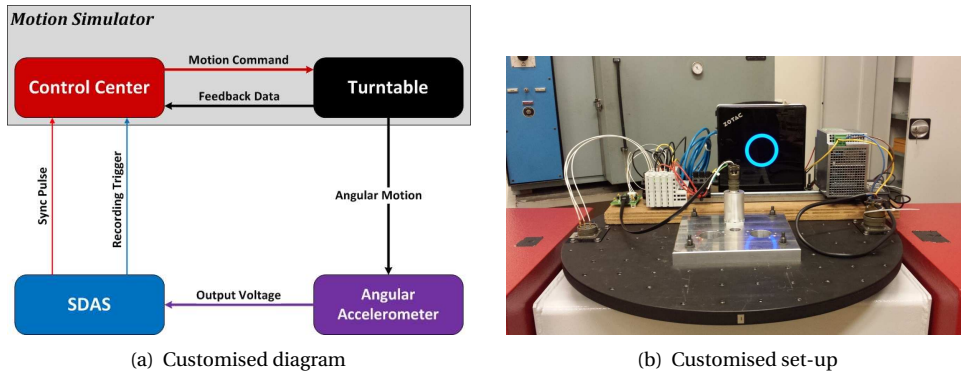 Motion Simulator
Control Center
Motion Command
Feedback Data
Turntable
Sync Pulse
Recording Trigger
Angular Motion
SDAS
Output Voltage
Angular
Accelerometer
ZOTAC
(a) Customised diagram
(b) Customised set-up